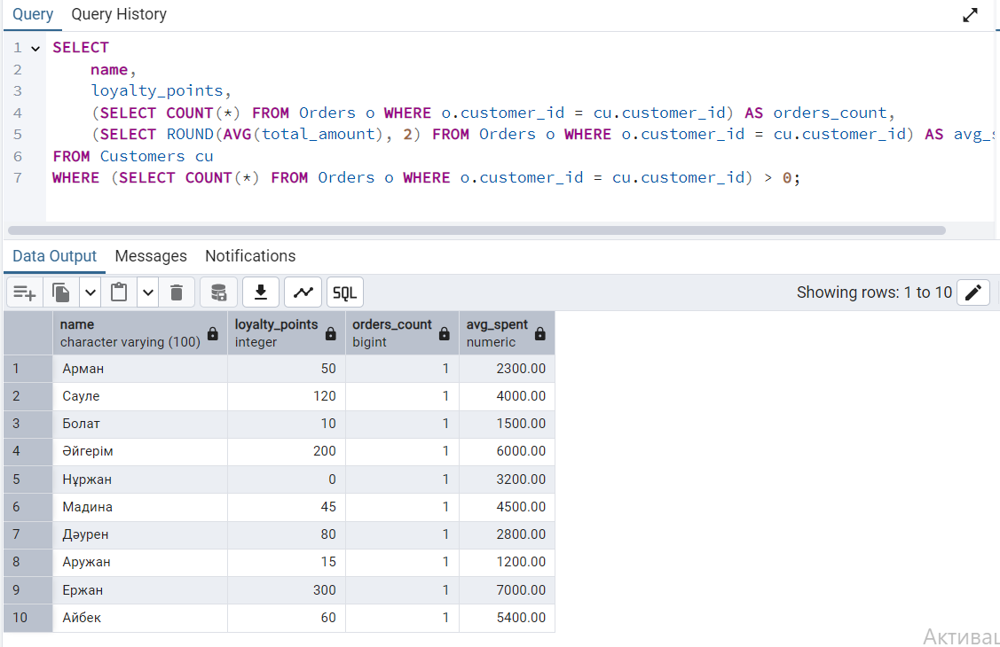 Query Query History
1 SELECT
2 name,
3 loyalty_points,
4 (SELECT COUNT(*) FROM Orders o WHERE o.customer_id = cu.customer_id) AS orders_count,
5 (SELECT ROUND(AVG(total_amount), 2) FROM Orders o WHERE o.customer_id = cu.customer_id) AS avg_s
6 FROM Customers cu
7 WHERE (SELECT COUNT(*) FROM Orders o WHERE o.customer_id = cu.customer_id) > 0;
Data Output Messages Notifications
SQL Showing rows: 1 to 10
name loyalty_points orders_count avg_spent
character varying (100) integer bigint numeric
1 Арман 50 1 2300.00
2 Сауле 120 1 4000.00
3 Болат 10 1 1500.00
4 Әйгерім 200 1 6000.00
5 Нұржан 0 1 3200.00
6 Мадина 45 1 4500.00
7 Дәурен 80 1 2800.00
8 Аружан 15 1 1200.00
9 Ержан 300 1 7000.00
10 Айбек 60 1 5400.00
Активац